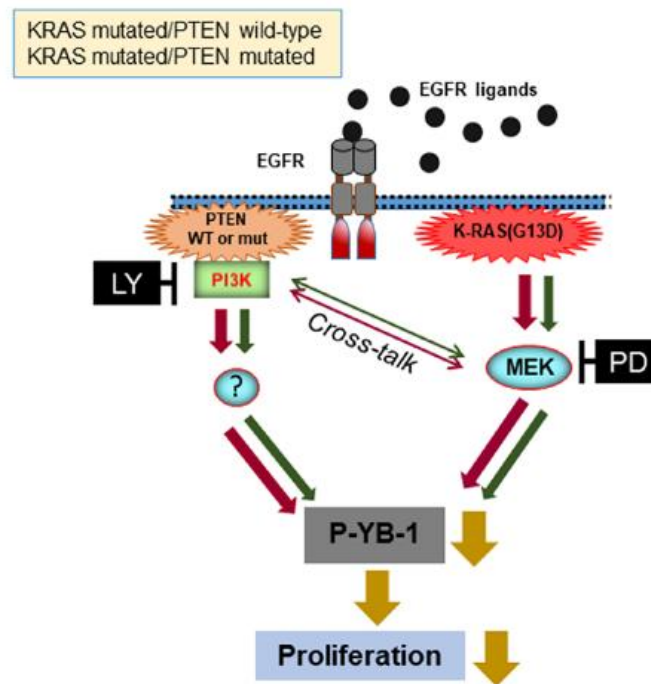 KRAS mutated/PTEN wild-type
KRAS mutated/PTEN mutated
EGFR ligands
EGFR
PTEN
WT or mut
K-RAS(G13D)
LY
PI3K
Cross-talk
?
MEK
PD
P-YB-1
Proliferation